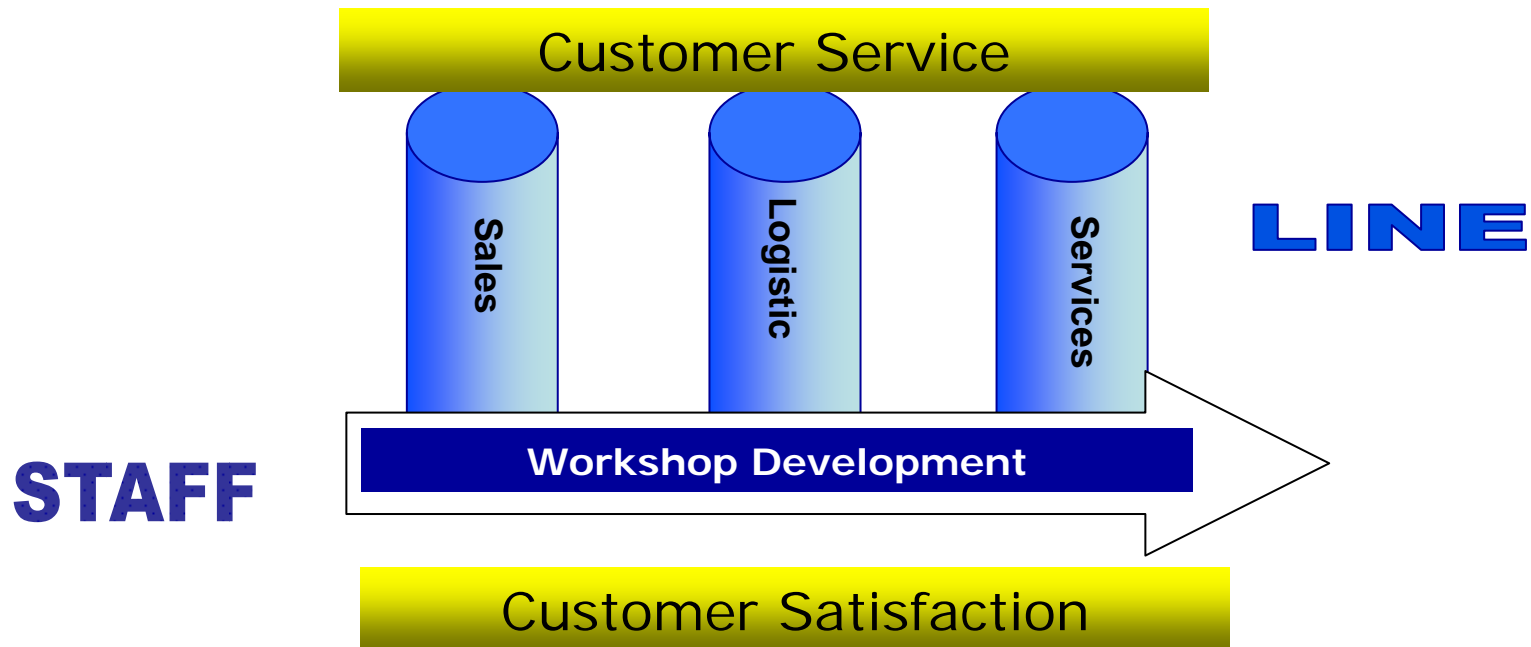 Customer Service
Sales
Logistic
Services
LINE
Workshop Development
STAFF
Customer Satisfaction